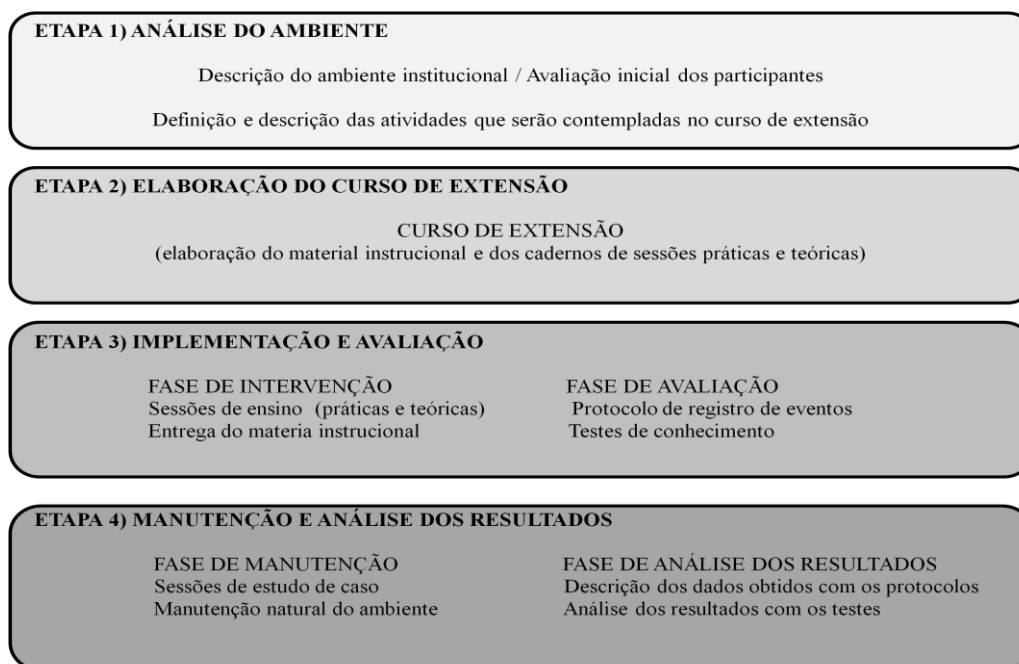 ETAPA 1) ANÁLISE DO AMBIENTE
Descrição do ambiente institucional / Avaliação inicial dos participantes
Definição e descrição das atividades que serão contempladas no curso de extensão
ETAPA 2) ELABORAÇÃO DO CURSO DE EXTENSÃO
CURSO DE EXTENSÃO
(elaboração do material instrucional e dos cadernos de sessões práticas e teóricas)
ETAPA 3) IMPLEMENTAÇÃO E AVALIAÇÃO
FASE DE INTERVENÇÃO
Sessões de ensino (práticas e teóricas)
Entrega do materia instrucional
FASE DE AVALIAÇÃO
Protocolo de registro de eventos
Testes de conhecimento
ETAPA 4) MANUTENÇÃO E ANÁLISE DOS RESULTADOS
FASE DE MANUTENÇÃO
Sessões de estudo de caso
Manutenção natural do ambiente
FASE DE ANÁLISE DOS RESULTADOS
Descrição dos dados obtidos com os protocolos
Análise dos resultados com os testes